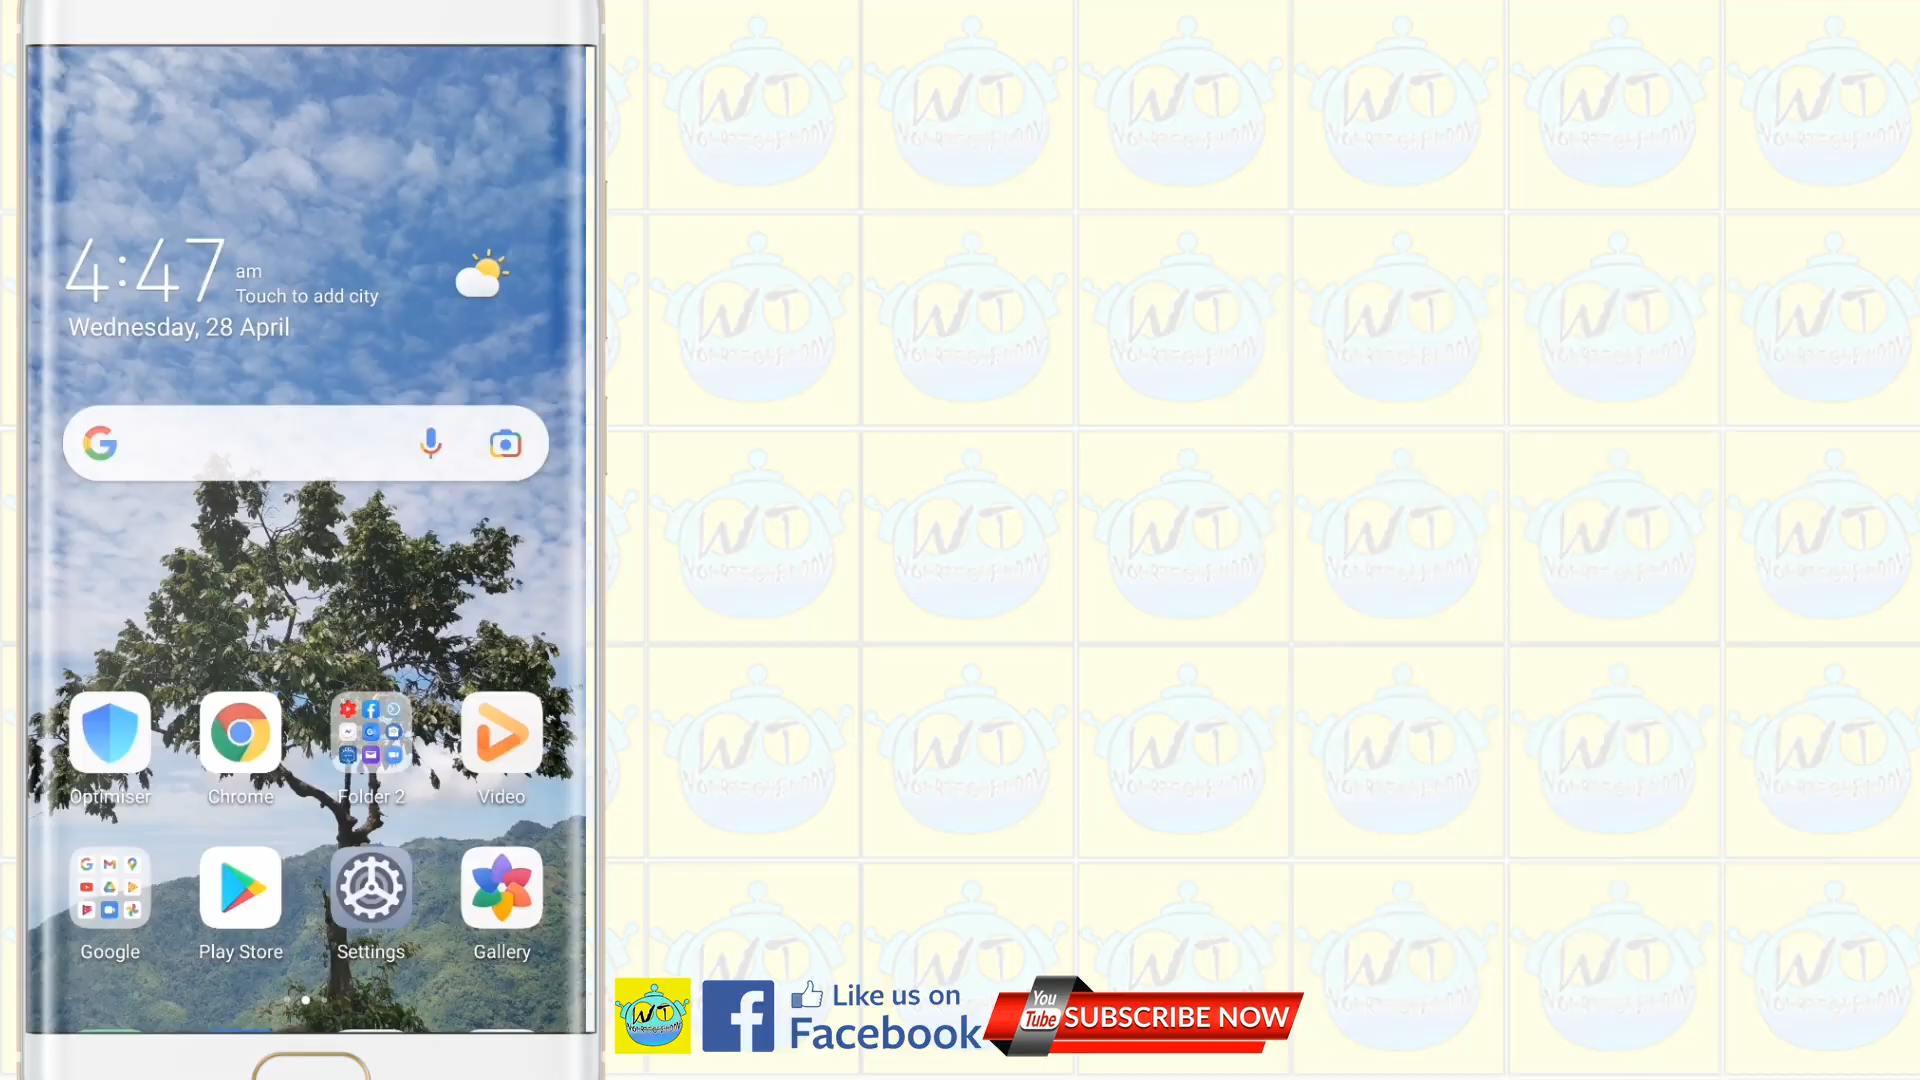 4:47
am
Touch to add city
Wednesday, 28 April
Optimiser
Chrome
Folder 2
Video
Google
Play Store
Settings
Gallery
WT
Like us on
Facebook
You
Tube
SUBSCRIBE NOW